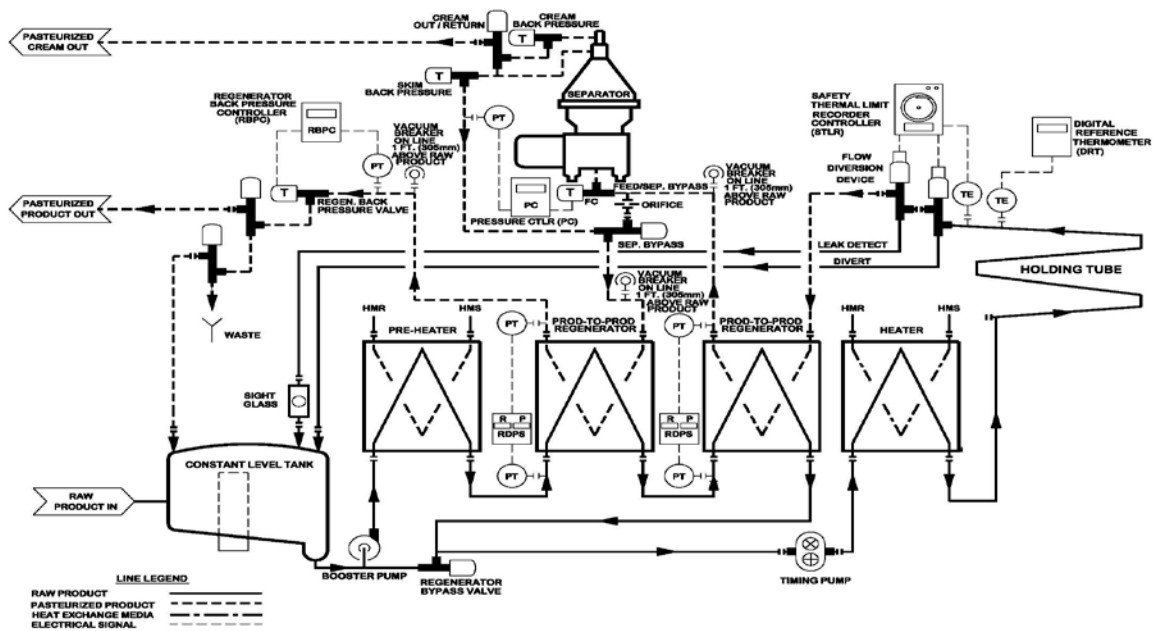 CREAM
OUT / RETURN
CREAM
BACK PRESSURE
PASTEURIZED
CREAM OUT
T
T
SKIM
BACK PRESSURE
SEPARATOR
SAFETY
THERMAL LIMIT
RECORDER
CONTROLLER
(STLR)
DIGITAL
REFERENCE
THERMOMETER
(DRT)
REGENERATOR
BACK PRESSURE
CONTROLLER
(RBPC)
RBPC
VACUUM
BREAKER
ON LINE
1 FT. (305mm)
ABOVE RAW
PRODUCT
PT
PT
FLOW
DIVERSION
DEVICE
VACUUM
BREAKER
ON LINE
1 FT. (305mm)
ABOVE RAW
PRODUCT
TE
TE
T
REGEN. BACK
PRESSURE VALVE
PC
PRESSURE CTLR (PC)
T
FC
FEED/SEP. BYPASS
ORIFICE
SEP. BYPASS
PASTEURIZED
PRODUCT OUT
LEAK DETECT
DIVERT
HOLDING TUBE
VACUUM
BREAKER
ON LINE
1 FT. (305mm)
ABOVE RAW
PRODUCT
WASTE
HMR
HMS
PRE-HEATER
PT
PROD-TO-PROD
REGENERATOR
PT
PROD-TO-PROD
REGENERATOR
HMR
HMS
HEATER
SIGHT
GLASS
R P
RDPS
R P
RDPS
PT
PT
CONSTANT LEVEL TANK
RAW
PRODUCT IN
BOOSTER PUMP
REGENERATOR
BYPASS VALVE
TIMING PUMP
LINE LEGEND
RAW PRODUCT
PASTEURIZED PRODUCT
HEAT EXCHANGE MEDIA
ELECTRICAL SIGNAL